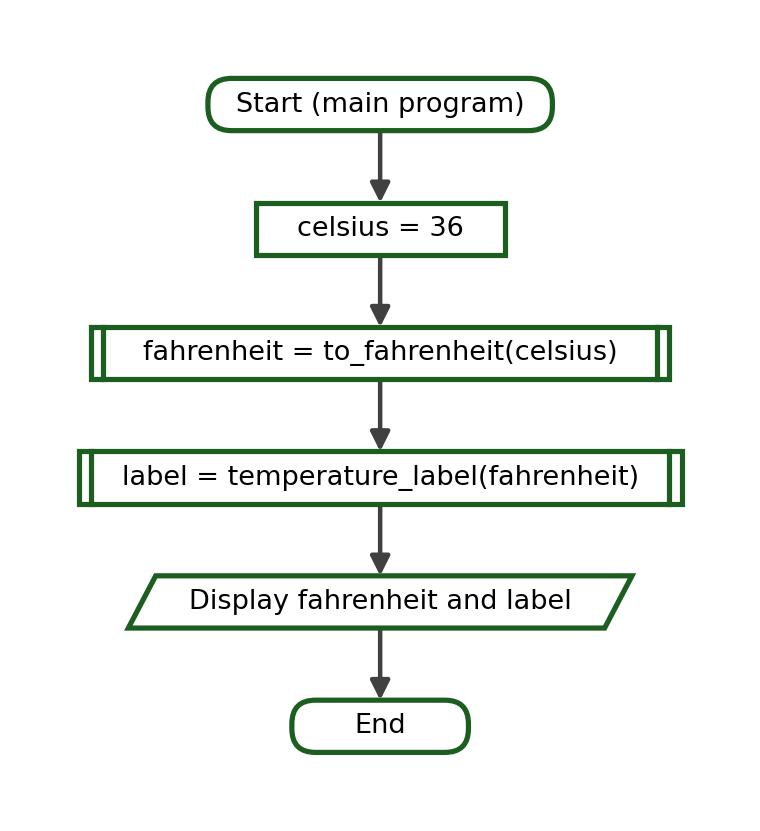 Start (main program)
celsius = 36
fahrenheit = to_fahrenheit(celsius)
label = temperature_label(fahrenheit)
Display fahrenheit and label
End